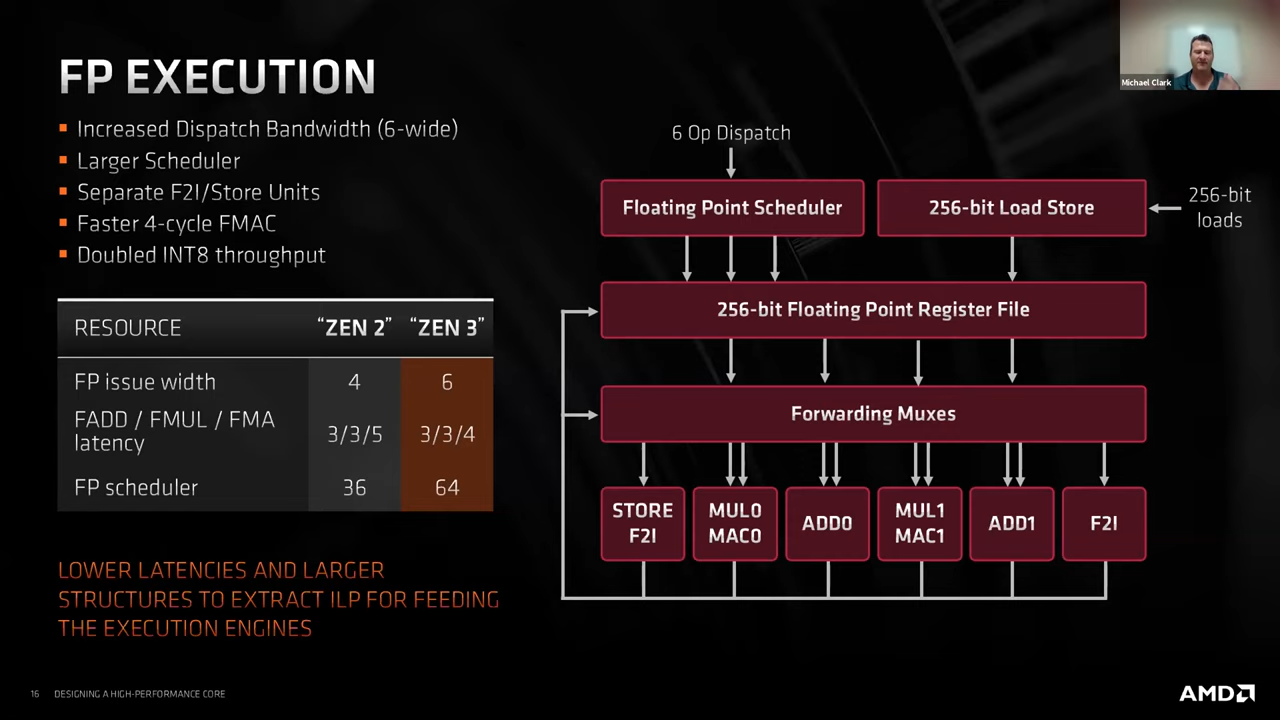 FP EXECUTION
Increased Dispatch Bandwidth (6-wide)
Larger Scheduler
Separate F2I/Store Units
Faster 4-cycle FMAC
Doubled INT8 throughput
RESOURCE "ZEN 2" "ZEN 3"
FP issue width 4 6
FADD / FMUL / FMA
latency 3/3/5 3/3/4
FP scheduler 36 64
LOWER LATENCIES AND LARGER
STRUCTURES TO EXTRACT ILP FOR FEEDING
THE EXECUTION ENGINES
6 Op Dispatch
Floating Point Scheduler
256-bit Load Store
256-bit
loads
256-bit Floating Point Register File
Forwarding Muxes
STORE
F2I
MUL0
MAC0
ADD0
MUL1
MAC1
ADD1
F2I
Michael Clark
16 DESIGNING A HIGH-PERFORMANCE CORE
AMD